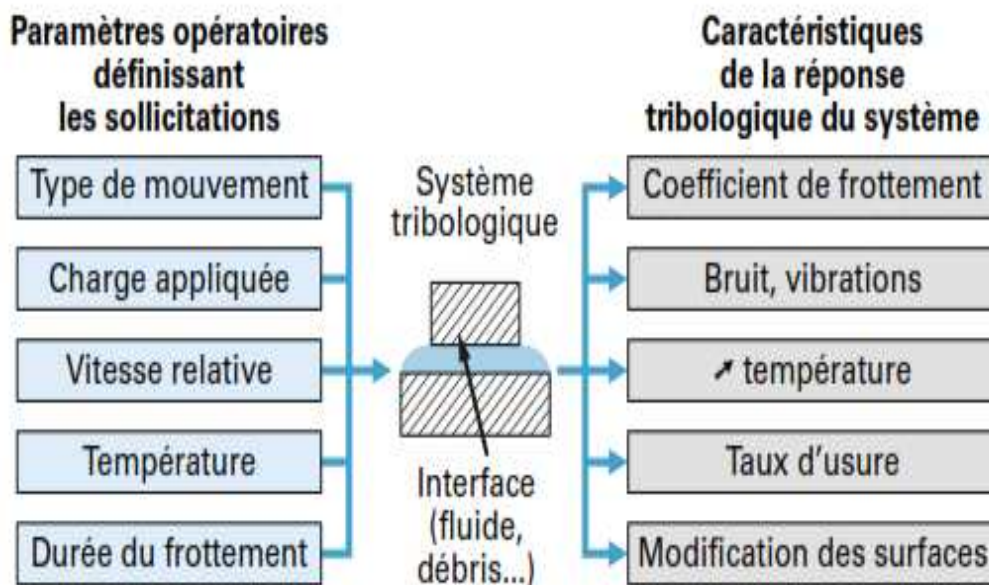 Paramètres opératoires
définissant
les sollicitations
Type de mouvement
Charge appliquée
Vitesse relative
Température
Durée du frottement
Système
tribologique
Interface
(fluide,
débris...)
Caractéristiques
de la réponse
tribologique du système
Coefficient de frottement
Bruit, vibrations
➚ température
Taux d'usure
Modification des surfaces